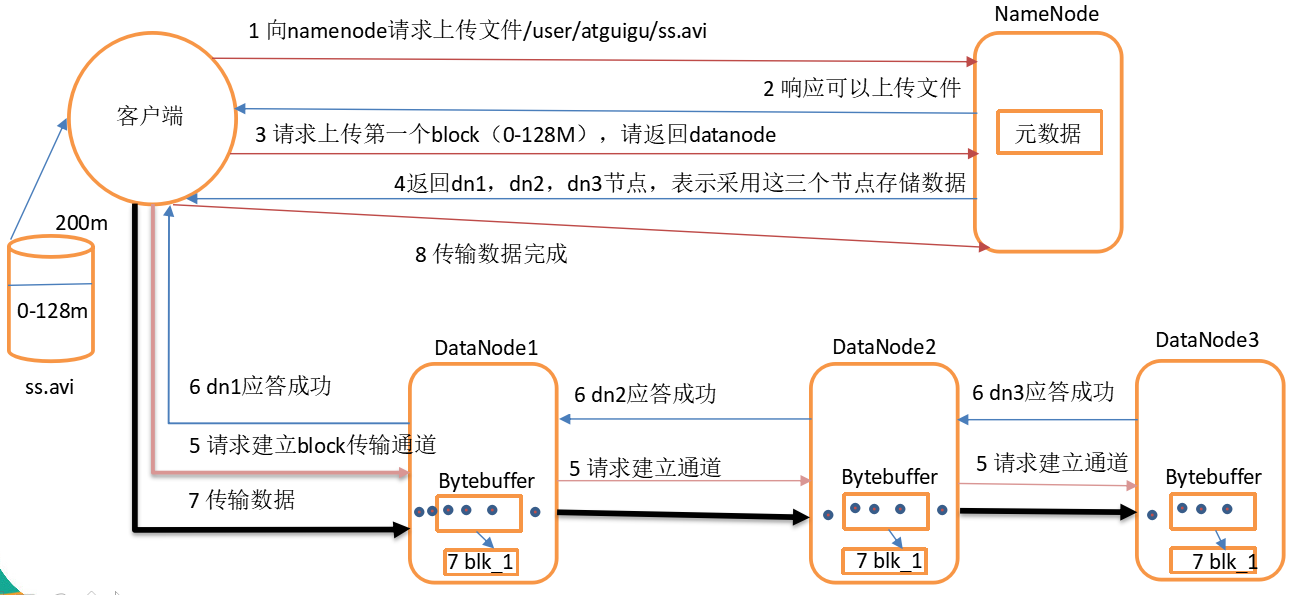 NameNode
1 向namenode请求上传文件/user/atguigu/ss.avi
2 响应可以上传文件
客户端
3 请求上传第一个block（0-128M），请返回datanode
元数据
4返回dn1，dn2，dn3节点，表示采用这三个节点存储数据
200m
8 传输数据完成
0-128m
ss.avi
DataNode1
DataNode2
DataNode3
6 dn1应答成功
6 dn2应答成功
6 dn3应答成功
5 请求建立block传输通道
5 请求建立通道
5 请求建立通道
7 传输数据
Bytebuffer
Bytebuffer
Bytebuffer
7 blk_1
7 blk_1
7 blk_1